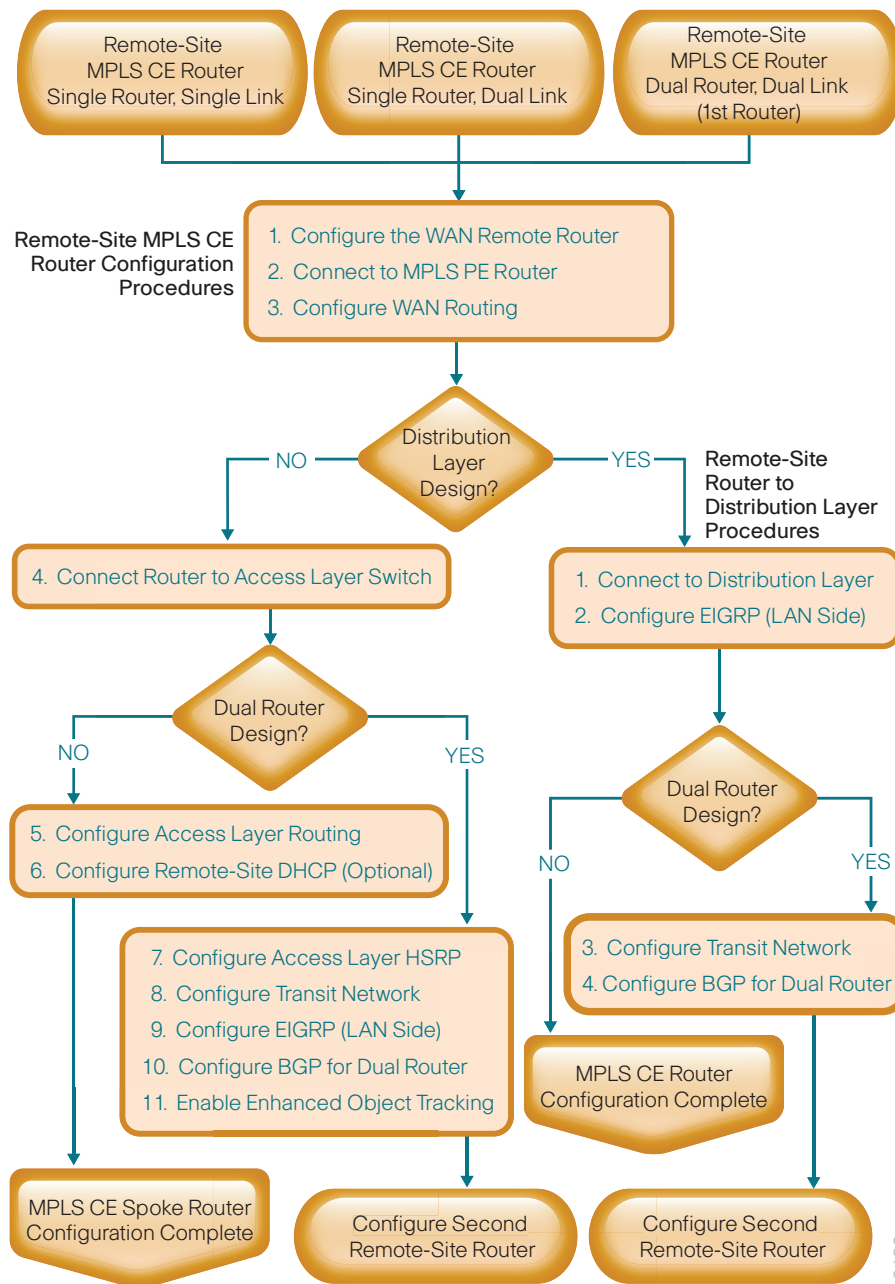 Remote-Site
MPLS CE Router
Single Router, Single Link
Remote-Site
MPLS CE Router
Single Router, Dual Link
Remote-Site
MPLS CE Router
Dual Router, Dual Link
(1st Router)
Remote-Site MPLS CE
Router Configuration
Procedures
1. Configure the WAN Remote Router
2. Connect to MPLS PE Router
3. Configure WAN Routing
Distribution
Layer
Design?
NO
YES
Remote-Site
Router to
Distribution Layer
Procedures
4. Connect Router to Access Layer Switch
1. Connect to Distribution Layer
2. Configure EIGRP (LAN Side)
Dual Router
Design?
NO
YES
Dual Router
Design?
NO
YES
5. Configure Access Layer Routing
6. Configure Remote-Site DHCP (Optional)
7. Configure Access Layer HSRP
8. Configure Transit Network
9. Configure EIGRP (LAN Side)
10. Configure BGP for Dual Router
11. Enable Enhanced Object Tracking
3. Configure Transit Network
4. Configure BGP for Dual Router
MPLS CE Router
Configuration Complete
MPLS CE Spoke Router
Configuration Complete
Configure Second
Remote-Site Router
Configure Second
Remote-Site Router